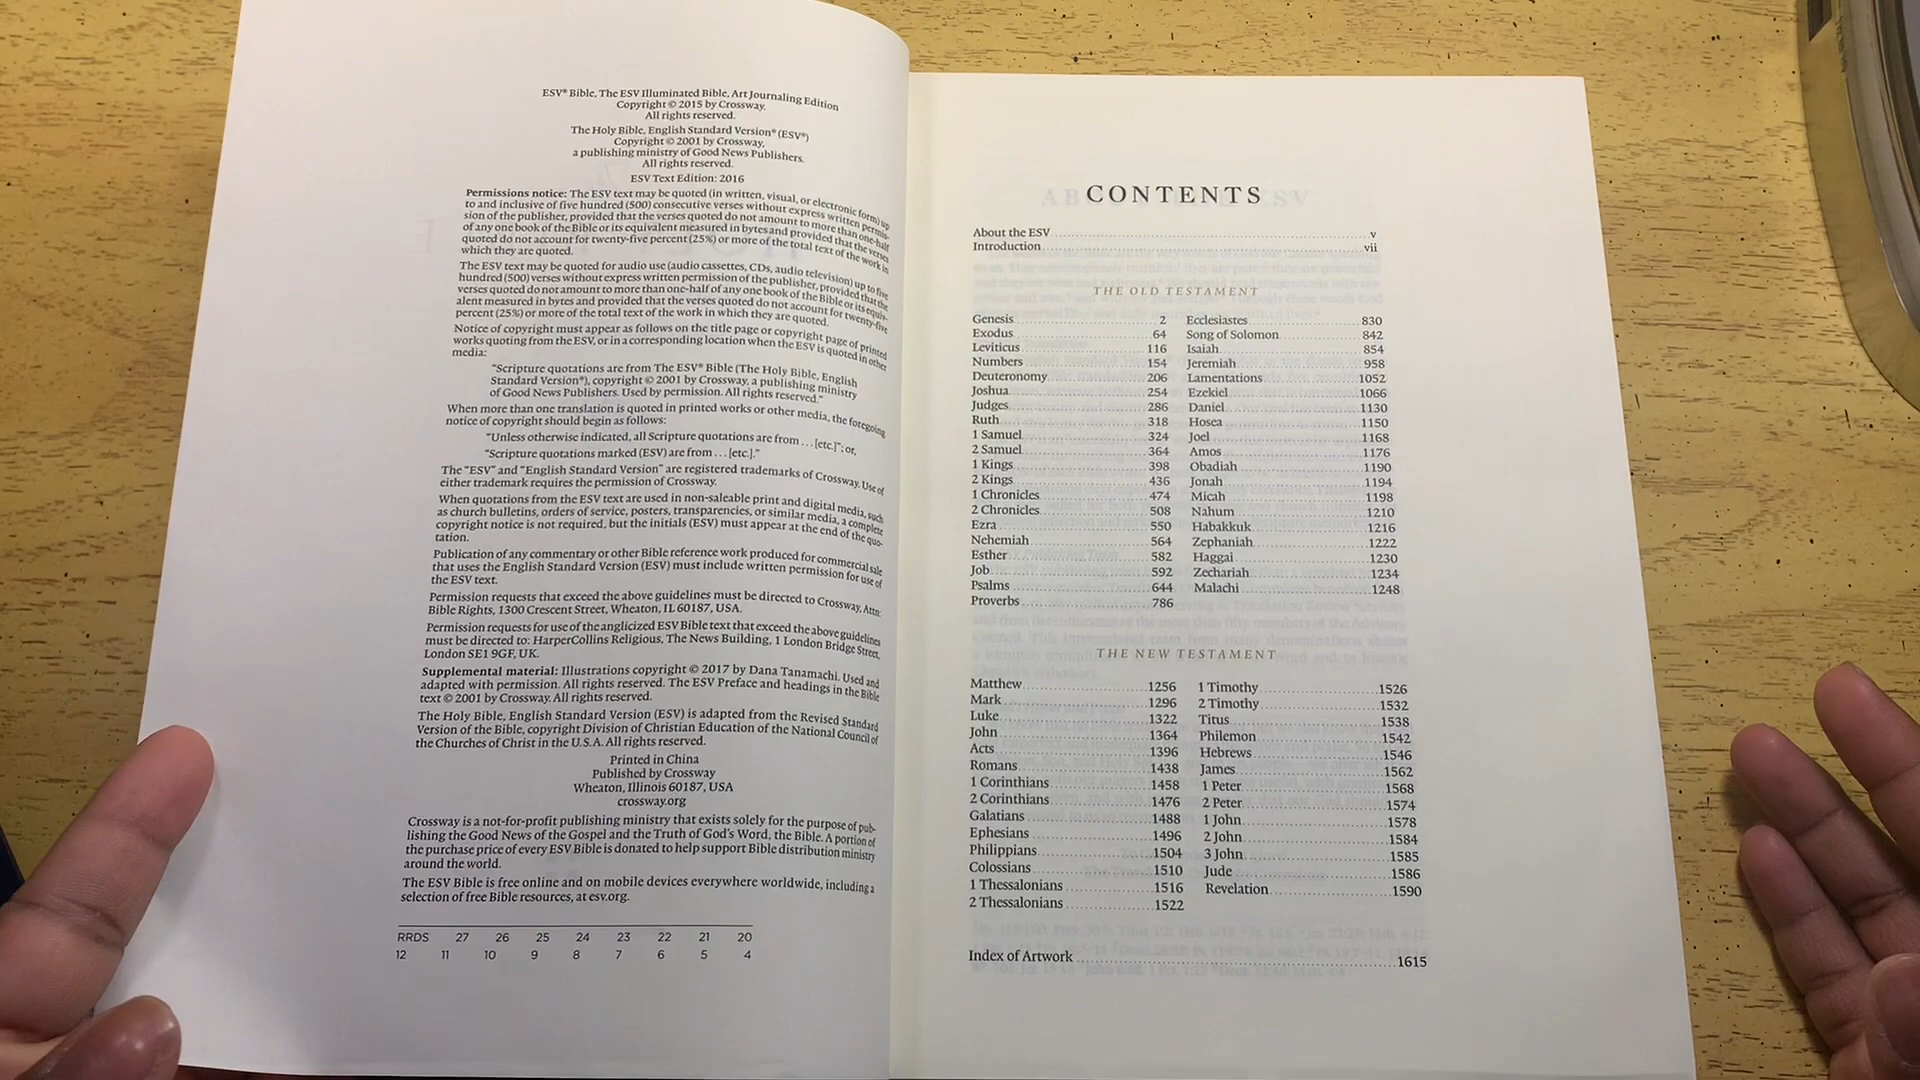 ESV® Bible, The ESV Illuminated Bible, Art Journaling Edition
Copyright © 2015 by Crossway.
All rights reserved.
The Holy Bible, English Standard Version® (ESV®)
Copyright © 2001 by Crossway,
a publishing ministry of Good News Publishers.
All rights reserved.
ESV Text Edition: 2016
Permissions notice: The ESV text may be quoted (in written, visual, or electronic form) up
to and inclusive of five hundred (500) consecutive verses without express written permis-
sion of the publisher, provided that the verses quoted do not amount to more than one-half
of any one book of the Bible or its equivalent measured in bytes and provided that the verses
quoted do not account for twenty-five percent (25%) or more of the total text of the work in
which they are quoted.
The ESV text may be quoted for audio use (audio cassettes, CDs, audio television) up to five
hundred (500) verses without express written permission of the publisher, provided that the
verses quoted do not amount to more than one-half of any one book of the Bible or its equiv-
alent measured in bytes and provided that the verses quoted do not account for twenty-five
percent (25%) or more of the total text of the work in which they are quoted.
Notice of copyright must appear as follows on the title page or copyright page of printed
works quoting from the ESV, or in a corresponding location when the ESV is quoted in other
media:
"Scripture quotations are from The ESV® Bible (The Holy Bible, English
Standard Version®), copyright © 2001 by Crossway, a publishing ministry
of Good News Publishers. Used by permission. All rights reserved."
When more than one translation is quoted in printed works or other media, the foregoing
notice of copyright should begin as follows:
"Unless otherwise indicated, all Scripture quotations are from . . . [etc.]"; or,
"Scripture quotations marked (ESV) are from . . . [etc.]."
The "ESV" and "English Standard Version" are registered trademarks of Crossway. Use of
either trademark requires the permission of Crossway.
When quotations from the ESV text are used in non-saleable print and digital media, such
as church bulletins, orders of service, posters, transparencies, or similar media, a complete
copyright notice is not required, but the initials (ESV) must appear at the end of the quo-
tation.
Publication of any commentary or other Bible reference work produced for commercial sale
that uses the English Standard Version (ESV) must include written permission for use of
the ESV text.
Permission requests that exceed the above guidelines must be directed to Crossway, Attn:
Bible Rights, 1300 Crescent Street, Wheaton, IL 60187, USA.
Permission requests for use of the anglicized ESV Bible text that exceed the above guidelines
must be directed to: HarperCollins Religious, The News Building, 1 London Bridge Street,
London SE1 9GF, UK.
Supplemental material: Illustrations copyright © 2017 by Dana Tanamachi. Used and
adapted with permission. All rights reserved. The ESV Preface and headings in the Bible
text © 2001 by Crossway. All rights reserved.
The Holy Bible, English Standard Version (ESV) is adapted from the Revised Standard
Version of the Bible, copyright Division of Christian Education of the National Council of
the Churches of Christ in the U.S.A. All rights reserved.
Printed in China
Published by Crossway
Wheaton, Illinois 60187, USA
crossway.org
Crossway is a not-for-profit publishing ministry that exists solely for the purpose of pub-
lishing the Good News of the Gospel and the Truth of God's Word, the Bible. A portion of
the purchase price of every ESV Bible is donated to help support Bible distribution ministry
around the world.
The ESV Bible is free online and on mobile devices everywhere worldwide, including a
selection of free Bible resources, at esv.org.
RRDS 27 26 25 24 23 22 21 20
12 11 10 9 8 7 6 5 4
CONTENTS
About the ESV v
Introduction vii
THE OLD TESTAMENT
Genesis 2
Exodus 64
Leviticus 116
Numbers 154
Deuteronomy 206
Joshua 254
Judges 286
Ruth 318
1 Samuel 324
2 Samuel 364
1 Kings 398
2 Kings 436
1 Chronicles 474
2 Chronicles 508
Ezra 550
Nehemiah 564
Esther 582
Job 592
Psalms 644
Proverbs 786
Ecclesiastes 830
Song of Solomon 842
Isaiah 854
Jeremiah 958
Lamentations 1052
Ezekiel 1066
Daniel 1130
Hosea 1150
Joel 1168
Amos 1176
Obadiah 1190
Jonah 1194
Micah 1198
Nahum 1210
Habakkuk 1216
Zephaniah 1222
Haggai 1230
Zechariah 1234
Malachi 1248
THE NEW TESTAMENT
Matthew 1256
Mark 1296
Luke 1322
John 1364
Acts 1396
Romans 1438
1 Corinthians 1458
2 Corinthians 1476
Galatians 1488
Ephesians 1496
Philippians 1504
Colossians 1510
1 Thessalonians 1516
2 Thessalonians 1522
1 Timothy 1526
2 Timothy 1532
Titus 1538
Philemon 1542
Hebrews 1546
James 1562
1 Peter 1568
2 Peter 1574
1 John 1578
2 John 1584
3 John 1585
Jude 1586
Revelation 1590
Index of Artwork 1615